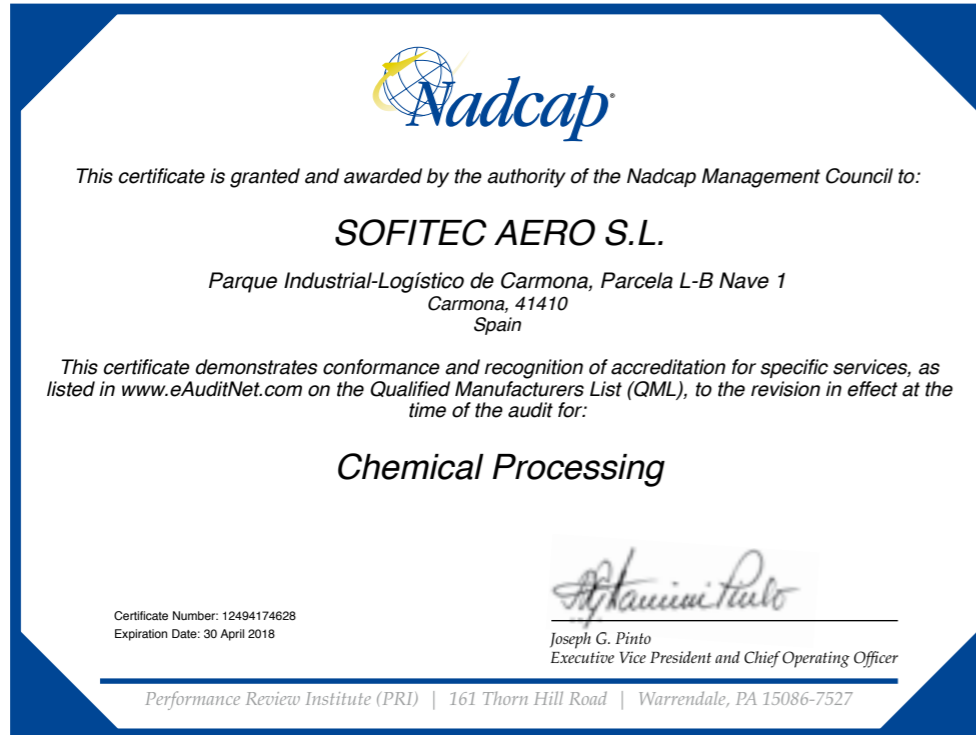 Nadcap
This certificate is granted and awarded by the authority of the Nadcap Management Council to:
SOFITEC AERO S.L.
Parque Industrial-Logístico de Carmona, Parcela L-B Nave 1
Carmona, 41410
Spain
This certificate demonstrates conformance and recognition of accreditation for specific services, as
listed in www.eAuditNet.com on the Qualified Manufacturers List (QML), to the revision in effect at the
time of the audit for:
Chemical Processing
Certificate Number: 12494174628
Expiration Date: 30 April 2018
Joseph G. Pinto
Executive Vice President and Chief Operating Officer
Performance Review Institute (PRI) | 161 Thorn Hill Road | Warrendale, PA 15086-7527